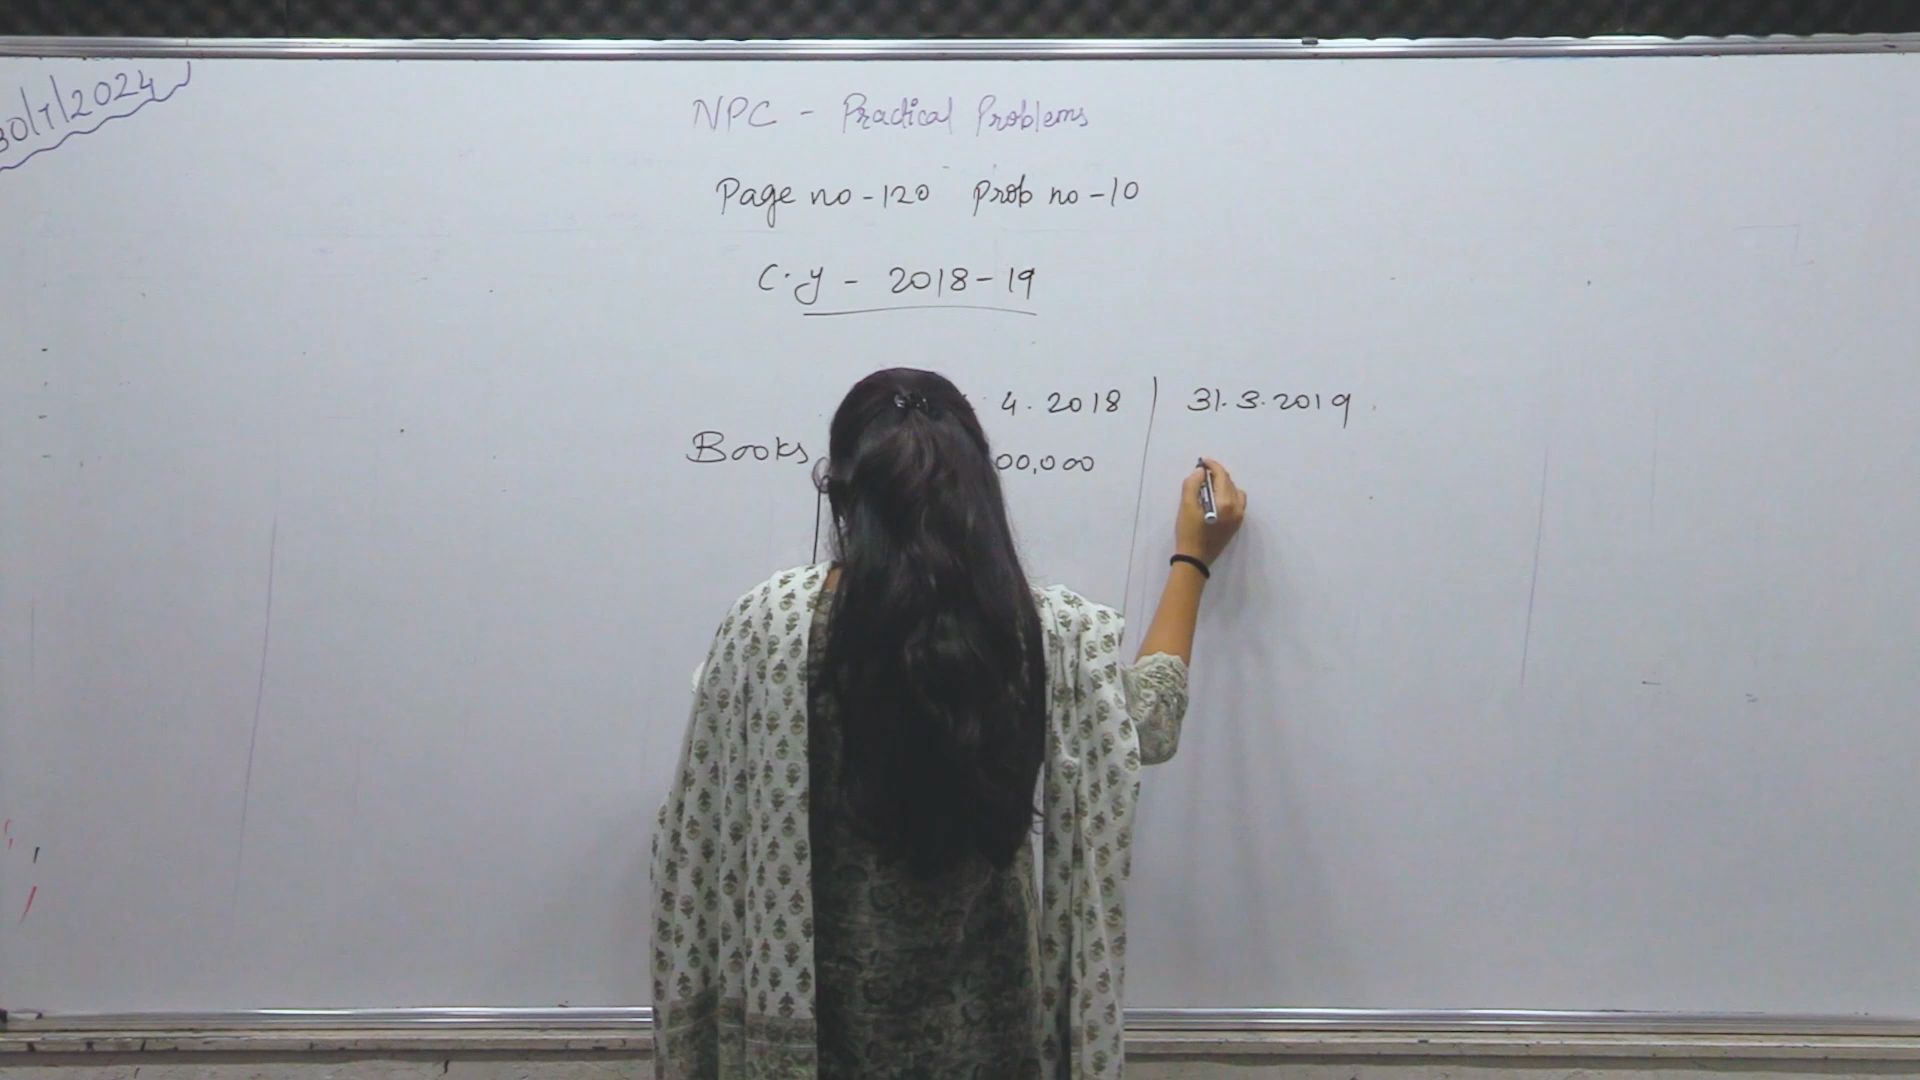 30/7/2024
NPC - Practical Problems
Page no - 120 Prob no - 10
C.y - 2018-19
4.2018 | 31.3.2019
Books 00,000